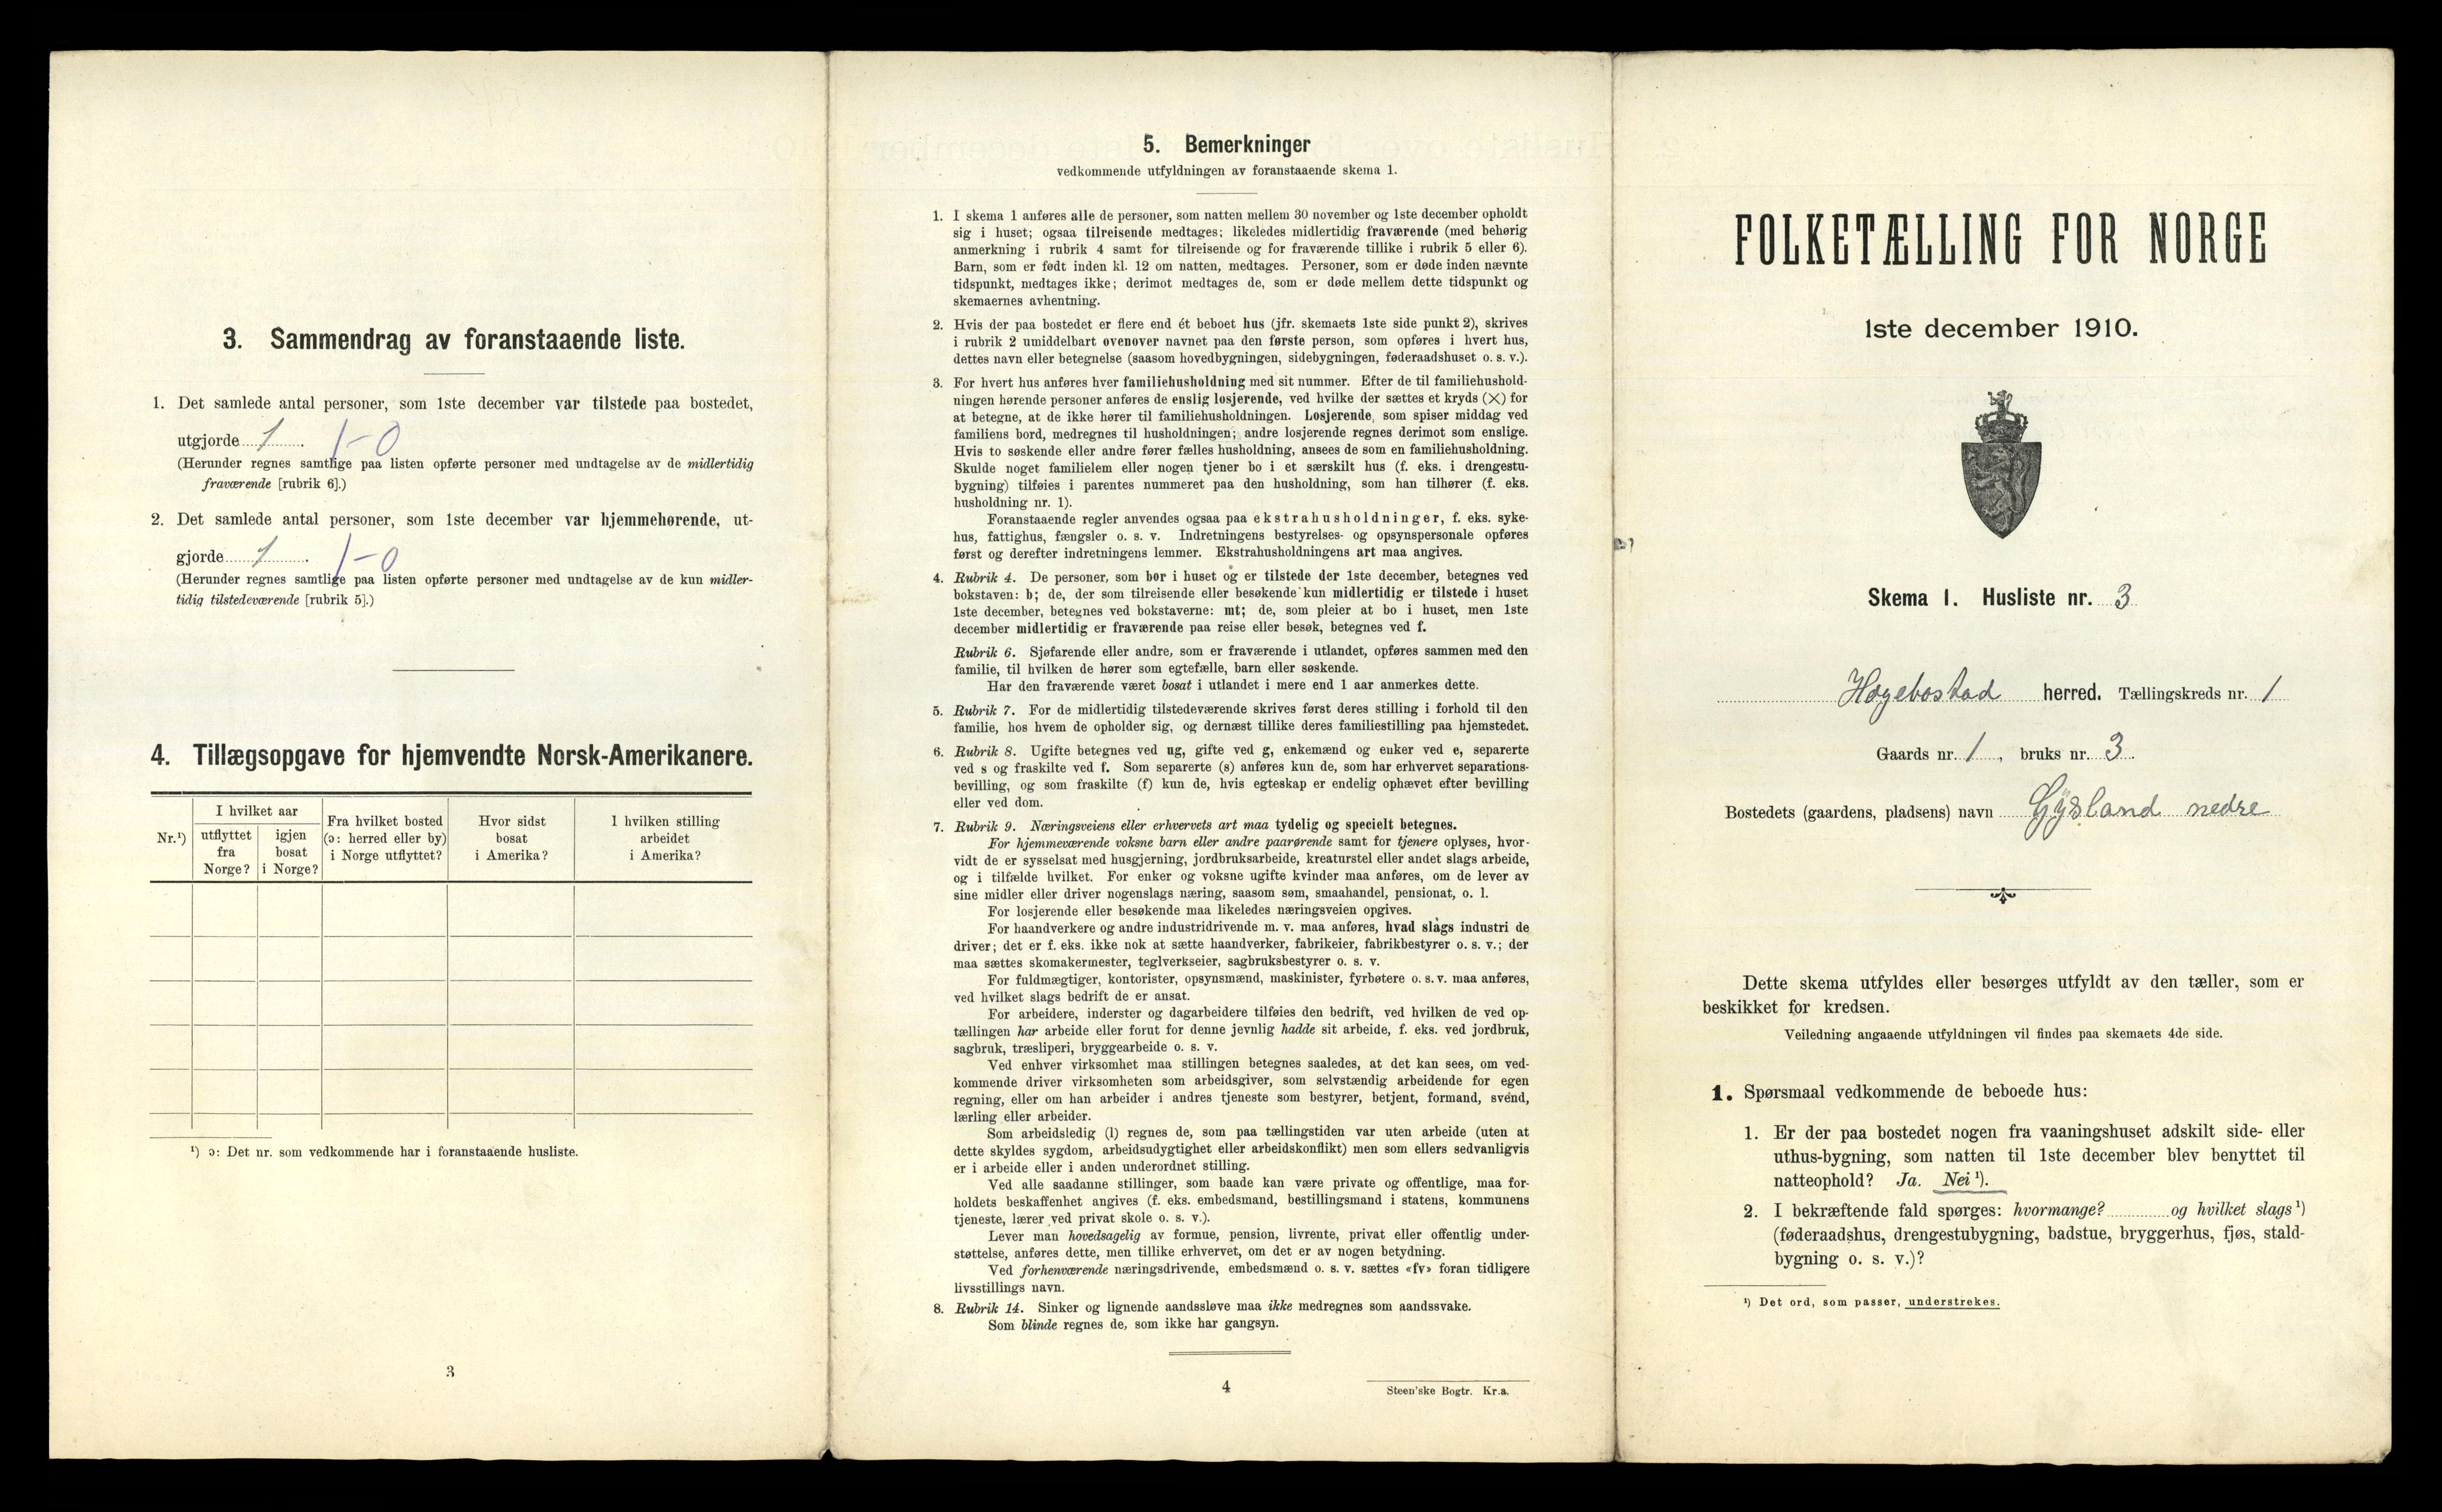 3. Sammendrag av foranstaaende liste.
1. Det samlede antal personer, som 1ste december var tilstede paa bostedet,
utgjorde 1. 1-0
(Herunder regnes samtlige paa listen opførte personer med undtagelse av de midlertidig
fraværende [rubrik 6].)
2. Det samlede antal personer, som 1ste december var hjemmehørende, ut-
gjorde 1. 1-0
(Herunder regnes samtlige paa listen opførte personer med undtagelse av de kun midler-
tidig tilstedeværende [rubrik 5].)
4. Tillægsopgave for hjemvendte Norsk-Amerikanere.
Nr.¹)
I hvilket aar
utflyttet
fra
Norge?
igjen
bosat
i Norge?
Fra hvilket bosted
(ɔ: herred eller by)
i Norge utflyttet?
Hvor sidst
bosat
i Amerika?
I hvilken stilling
arbeidet
i Amerika?
¹) ɔ: Det nr. som vedkommende har i foranstaaende husliste.
3
5. Bemerkninger
vedkommende utfyldningen av foranstaaende skema 1.
1. I skema 1 anføres alle de personer, som natten mellem 30 november og 1ste december opholdt
sig i huset; ogsaa tilreisende medtages; likeledes midlertidig fraværende (med behørig
anmerkning i rubrik 4 samt for tilreisende og for fraværende tillike i rubrik 5 eller 6).
Barn, som er født inden kl. 12 om natten, medtages. Personer, som er døde inden nævnte
tidspunkt, medtages ikke; derimot medtages de, som er døde mellem dette tidspunkt og
skemaernes avhentning.
2. Hvis der paa bostedet er flere end ét beboet hus (jfr. skemaets 1ste side punkt 2), skrives
i rubrik 2 umiddelbart ovenover navnet paa den første person, som opføres i hvert hus,
dettes navn eller betegnelse (saasom hovedbygningen, sidebygningen, føderaadshuset o. s. v.).
3. For hvert hus anføres hver familiehusholdning med sit nummer. Efter de til familiehushold-
ningen hørende personer anføres de enslig losjerende, ved hvilke der sættes et kryds (×) for
at betegne, at de ikke hører til familiehusholdningen. Losjerende, som spiser middag ved
familiens bord, medregnes til husholdningen; andre losjerende regnes derimot som enslige.
Hvis to søskende eller andre fører fælles husholdning, ansees de som en familiehusholdning.
Skulde noget familielem eller nogen tjener bo i et særskilt hus (f. eks. i drengestu-
bygning) tilføies i parentes nummeret paa den husholdning, som han tilhører (f. eks.
husholdning nr. 1).
Foranstaaende regler anvendes ogsaa paa ekstrahusholdninger, f. eks. syke-
hus, fattighus, fængsler o. s. v. Indretningens bestyrelses- og opsynspersonale opføres
først og derefter indretningens lemmer. Ekstrahusholdningens art maa angives.
4. Rubrik 4. De personer, som bor i huset og er tilstede der 1ste december, betegnes ved
bokstaven: b; de, der som tilreisende eller besøkende kun midlertidig er tilstede i huset
1ste december, betegnes ved bokstaverne: mt; de, som pleier at bo i huset, men 1ste
december midlertidig er fraværende paa reise eller besøk, betegnes ved f.
Rubrik 6. Sjøfarende eller andre, som er fraværende i utlandet, opføres sammen med den
familie, til hvilken de hører som egtefælle, barn eller søskende.
Har den fraværende været bosat i utlandet i mere end 1 aar anmerkes dette.
5. Rubrik 7. For de midlertidig tilstedeværende skrives først deres stilling i forhold til den
familie, hos hvem de opholder sig, og dernæst tillike deres familiestilling paa hjemstedet.
6. Rubrik 8. Ugifte betegnes ved ug, gifte ved g, enkemænd og enker ved e, separerte
ved s og fraskilte ved f. Som separerte (s) anføres kun de, som har erhvervet separations-
bevilling, og som fraskilte (f) kun de, hvis egteskap er endelig ophævet efter bevilling
eller ved dom.
7. Rubrik 9. Næringsveiens eller erhvervets art maa tydelig og specielt betegnes.
For hjemmeværende voksne barn eller andre paarørende samt for tjenere oplyses, hvor-
vidt de er sysselsat med husgjerning, jordbruksarbeide, kreaturstel eller andet slags arbeide,
og i tilfælde hvilket. For enker og voksne ugifte kvinder maa anføres, om de lever av
sine midler eller driver nogenslags næring, saasom søm, smaahandel, pensionat, o. l.
For losjerende eller besøkende maa likeledes næringsveien opgives.
For haandverkere og andre industridrivende m. v. maa anføres, hvad slags industri de
driver; det er f. eks. ikke nok at sætte haandverker, fabrikeier, fabrikbestyrer o. s. v.; der
maa sættes skomakermester, teglverkseier, sagbruksbestyrer o. s. v.
For fuldmægtiger, kontorister, opsynsmænd, maskinister, fyrbøtere o. s. v. maa anføres,
ved hvilket slags bedrift de er ansat.
For arbeidere, inderster og dagarbeidere tilføies den bedrift, ved hvilken de ved op-
tællingen har arbeide eller forut for denne jevnlig hadde sit arbeide, f. eks. ved jordbruk,
sagbruk, træsliperi, bryggearbeide o. s. v.
Ved enhver virksomhet maa stillingen betegnes saaledes, at det kan sees, om ved-
kommende driver virksomheten som arbeidsgiver, som selvstændig arbeidende for egen
regning, eller om han arbeider i andres tjeneste som bestyrer, betjent, formand, svend,
lærling eller arbeider.
Som arbeidsledig (l) regnes de, som paa tællingstiden var uten arbeide (uten at
dette skyldes sygdom, arbeidsudygtighet eller arbeidskonflikt) men som ellers sedvanligvis
er i arbeide eller i anden underordnet stilling.
Ved alle saadanne stillinger, som baade kan være private og offentlige, maa for-
holdets beskaffenhet angives (f. eks. embedsmand, bestillingsmand i statens, kommunens
tjeneste, lærer ved privat skole o. s. v.).
Lever man hovedsagelig av formue, pension, livrente, privat eller offentlig under-
støttelse, anføres dette, men tillike erhvervet, om det er av nogen betydning.
Ved forhenværende næringsdrivende, embedsmænd o. s. v. sættes «fv» foran tidligere
livsstillings navn.
8. Rubrik 14. Sinker og lignende aandssløve maa ikke medregnes som aandssvake.
Som blinde regnes de, som ikke har gangsyn.
4
Steen'ske Bogtr. Kr.a.
FOLKETÆLLING FOR NORGE
1ste december 1910.
Skema 1. Husliste nr. 3
Hægebostad herred. Tællingskreds nr. 1
Gaards nr. 1, bruks nr. 3.
Bostedets (gaardens, pladsens) navn Gysland nedre
Dette skema utfyldes eller besørges utfyldt av den tæller, som er
beskikket for kredsen.
Veiledning angaaende utfyldningen vil findes paa skemaets 4de side.
1. Spørsmaal vedkommende de beboede hus:
1. Er der paa bostedet nogen fra vaaningshuset adskilt side- eller
uthus-bygning, som natten til 1ste december blev benyttet til
natteophold? Ja. Nei ¹).
2. I bekræftende fald spørges: hvormange? og hvilket slags ¹)
(føderaadshus, drengestubygning, badstue, bryggerhus, fjøs, stald-
bygning o. s. v.)?
¹) Det ord, som passer, understrekes.